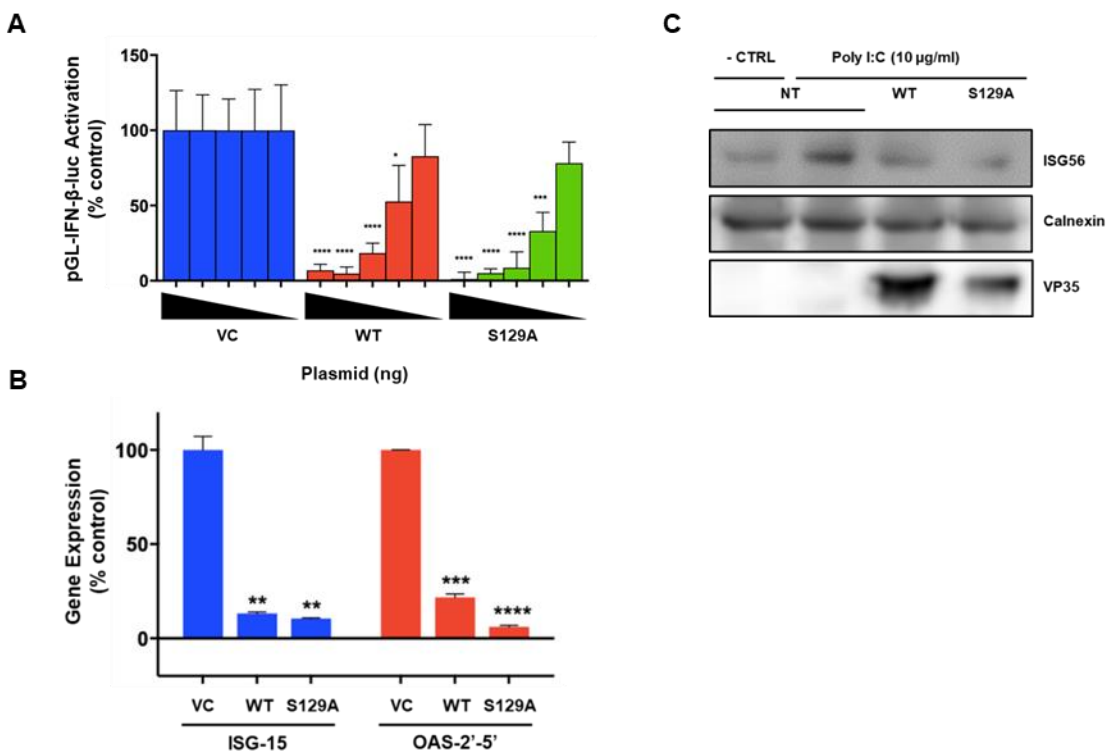 A
pGL-IFN-β-luc Activation
(% control)
150
100
50
0
* 
**** **** ****
**** **** **** ***
VC WT S129A
Plasmid (ng)
B
Gene Expression
(% control)
100
50
0
** **
*** ****
VC WT S129A VC WT S129A
ISG-15 OAS-2’-5’
C
- CTRL Poly I:C (10 µg/ml)
NT WT S129A
ISG56
Calnexin
VP35